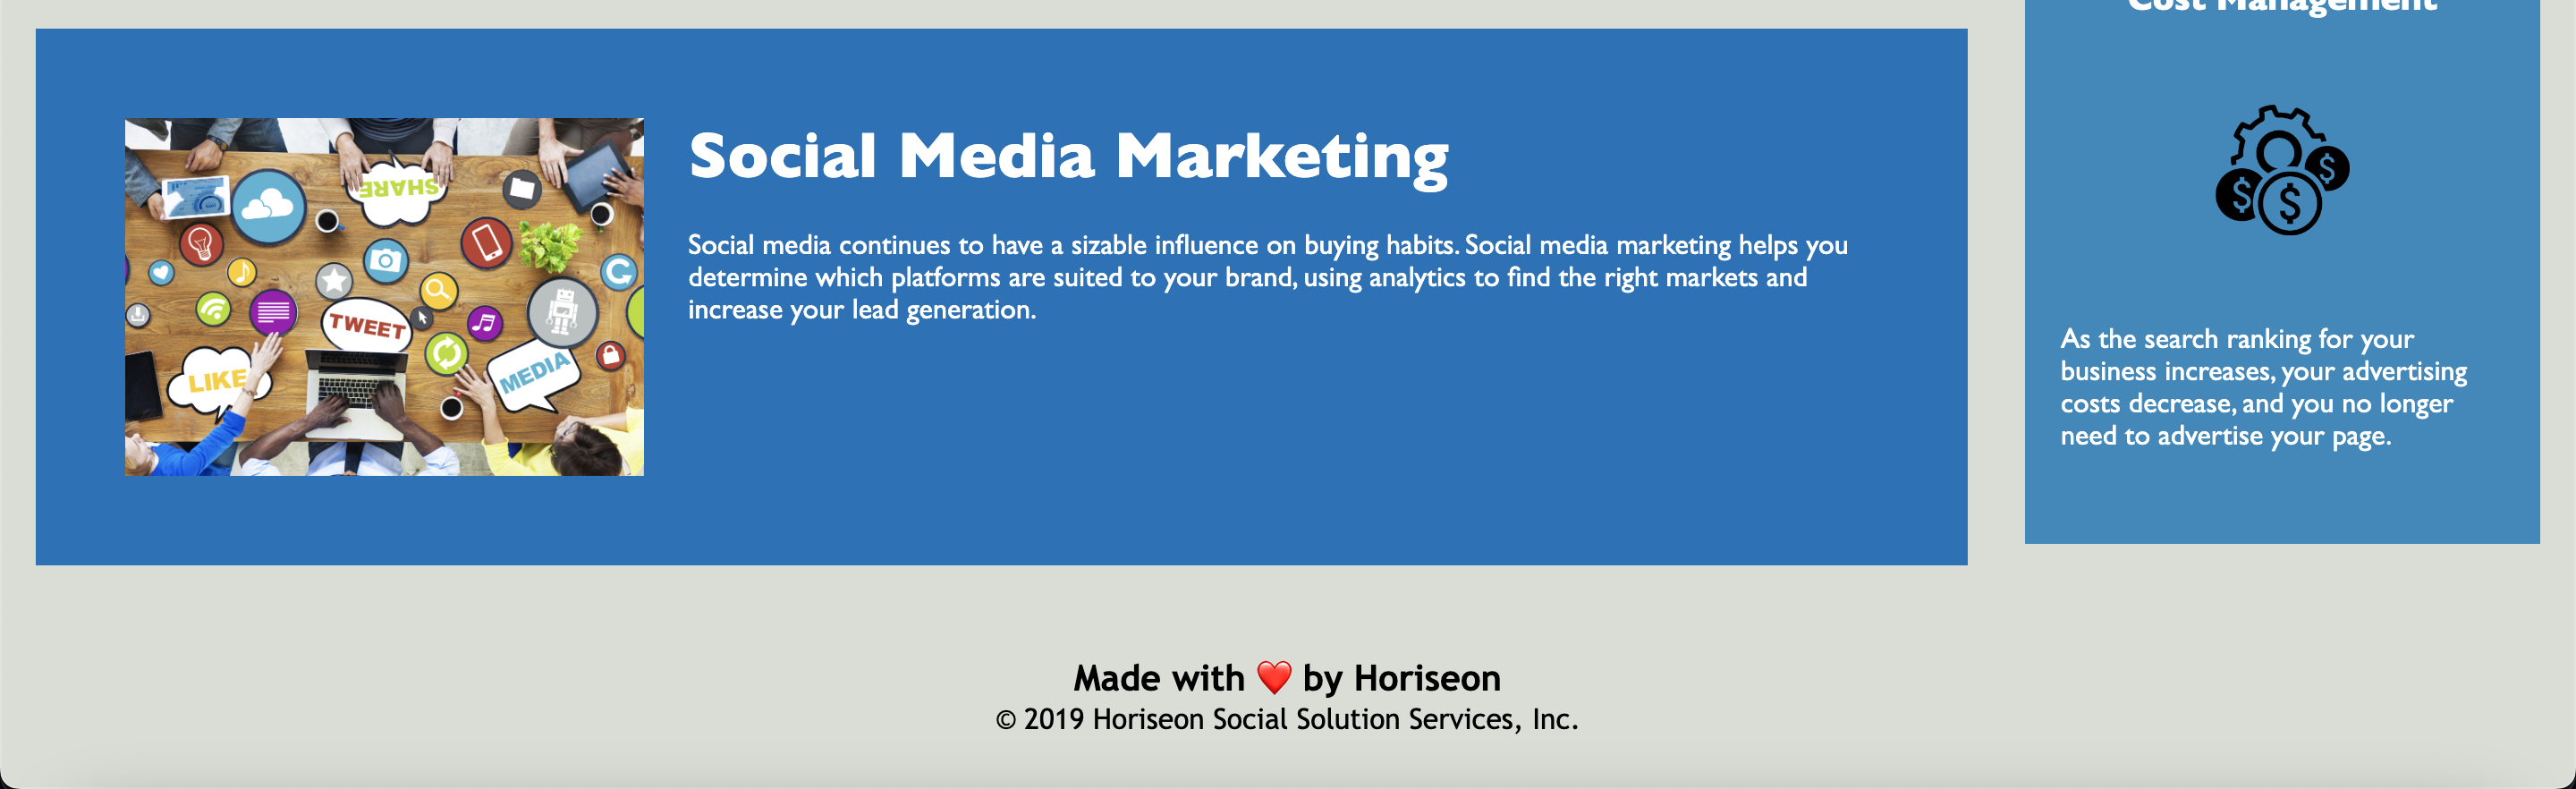 Cost Management
SHARE
TWEET
LIKE
MEDIA
Social Media Marketing
Social media continues to have a sizable influence on buying habits. Social media marketing helps you
determine which platforms are suited to your brand, using analytics to find the right markets and
increase your lead generation.
$ $ $
As the search ranking for your
business increases, your advertising
costs decrease, and you no longer
need to advertise your page.
Made with ❤️ by Horiseon
© 2019 Horiseon Social Solution Services, Inc.